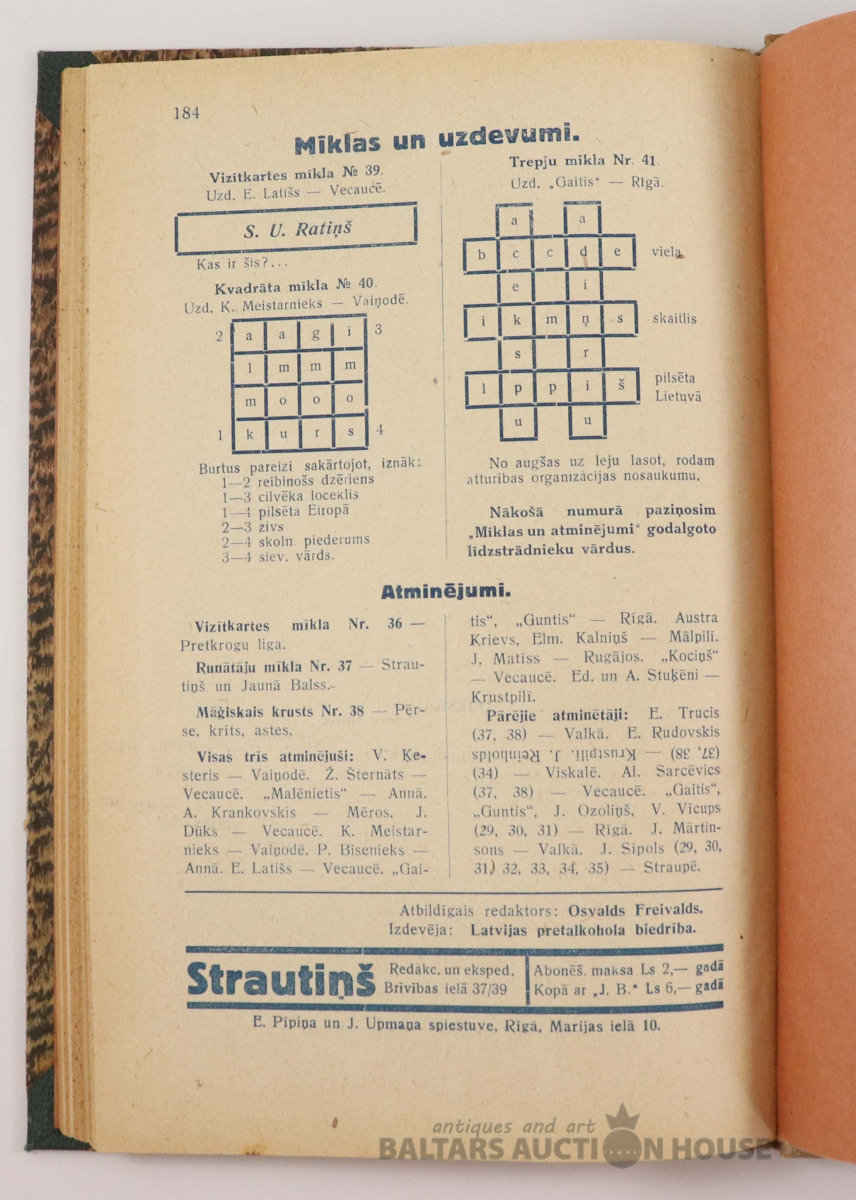 184
Mīklas un uzdevumi.
Vizītkartes mīkla № 39.
Uzd. E. Latišs — Vecaucē.
S. U. Ratiņš
Kas ir šis?...
Kvadrāta mīkla № 40.
Uzd. K. Meistarnieks — Vaiņodē.
2 a a g i 3
l m m m
m o o o
1 k u r s 4
Burtus pareizi sakārtojot, iznāk:
1—2 reibinošs dzēriens
1—3 cilvēka loceklis
1—4 pilsēta Eiropā
2—3 zivs
2—4 skoln. piederums
3—4 siev. vārds.
Trepju mīkla Nr. 41.
Uzd. „Gaitis“ — Rīgā.
a a
b c c d e viela
e i
i k m ņ s skaitlis
s r
l p p i š pilsēta
Lietuvā
u u
No augšas uz leju lasot, rodam
atturības organizācijas nosaukumu.
Nākošā numurā paziņosim
„Mīklas un atminējumi“ godalgoto
līdzstrādnieku vārdus.
Atminējumi.
Vizītkartes mīkla Nr. 36 —
Pretkrogu līga.
Runātāju mīkla Nr. 37 — Strau-
tiņš un Jaunā Balss.
Māģiskais krusts Nr. 38 — Pēr-
se, krīts, astes.
Visas trīs atminējuši: V. Ķe-
steris — Vaiņodē. Ž. Šternāts —
Vecaucē. „Malēnietis“ — Annā.
A. Krankovskis — Mēros. J.
Dūks — Vecaucē. K. Meistar-
nieks — Vaiņodē. P. Bisenieks —
Annā. E. Latišs — Vecaucē. „Gai-
tis“, „Guntis“ — Rīgā. Austra
Krievs, Elm. Kalniņš — Mālpilī.
J. Matīss — Rugājos. „Kociņš“
— Vecaucē. Ed. un A. Stuķēni —
Krustpilī.
Pārējie atminētāji: E. Trucis
(37, 38) — Valkā. E. Rudovskis
(37, 38) — Krustpilī. J. Reinholds
(34) — Viskalē. Al. Sarcēvics
(37, 38) — Vecaucē. „Gaitis“,
„Guntis“, J. Ozoliņš, V. Vīcups
(29, 30, 31) — Rīgā. J. Mārtin-
sons — Valkā. J. Sīpols (29, 30,
31) 32, 33, 34, 35) — Straupē.
Atbildīgais redaktors: Osvalds Freivalds.
Izdevēja: Latvijas pretalkohola biedrība.
Strautiņš
Redakc. un eksped.
Brīvības ielā 37/39
Abonēš. maksa Ls 2,— gadā
Kopā ar „J. B.“ Ls 6,— gadā
E. Pīpiņa un J. Upmaņa spiestuve, Rīgā, Marijas ielā 10.
antiques and art
BALTARS AUCTION HOUSE